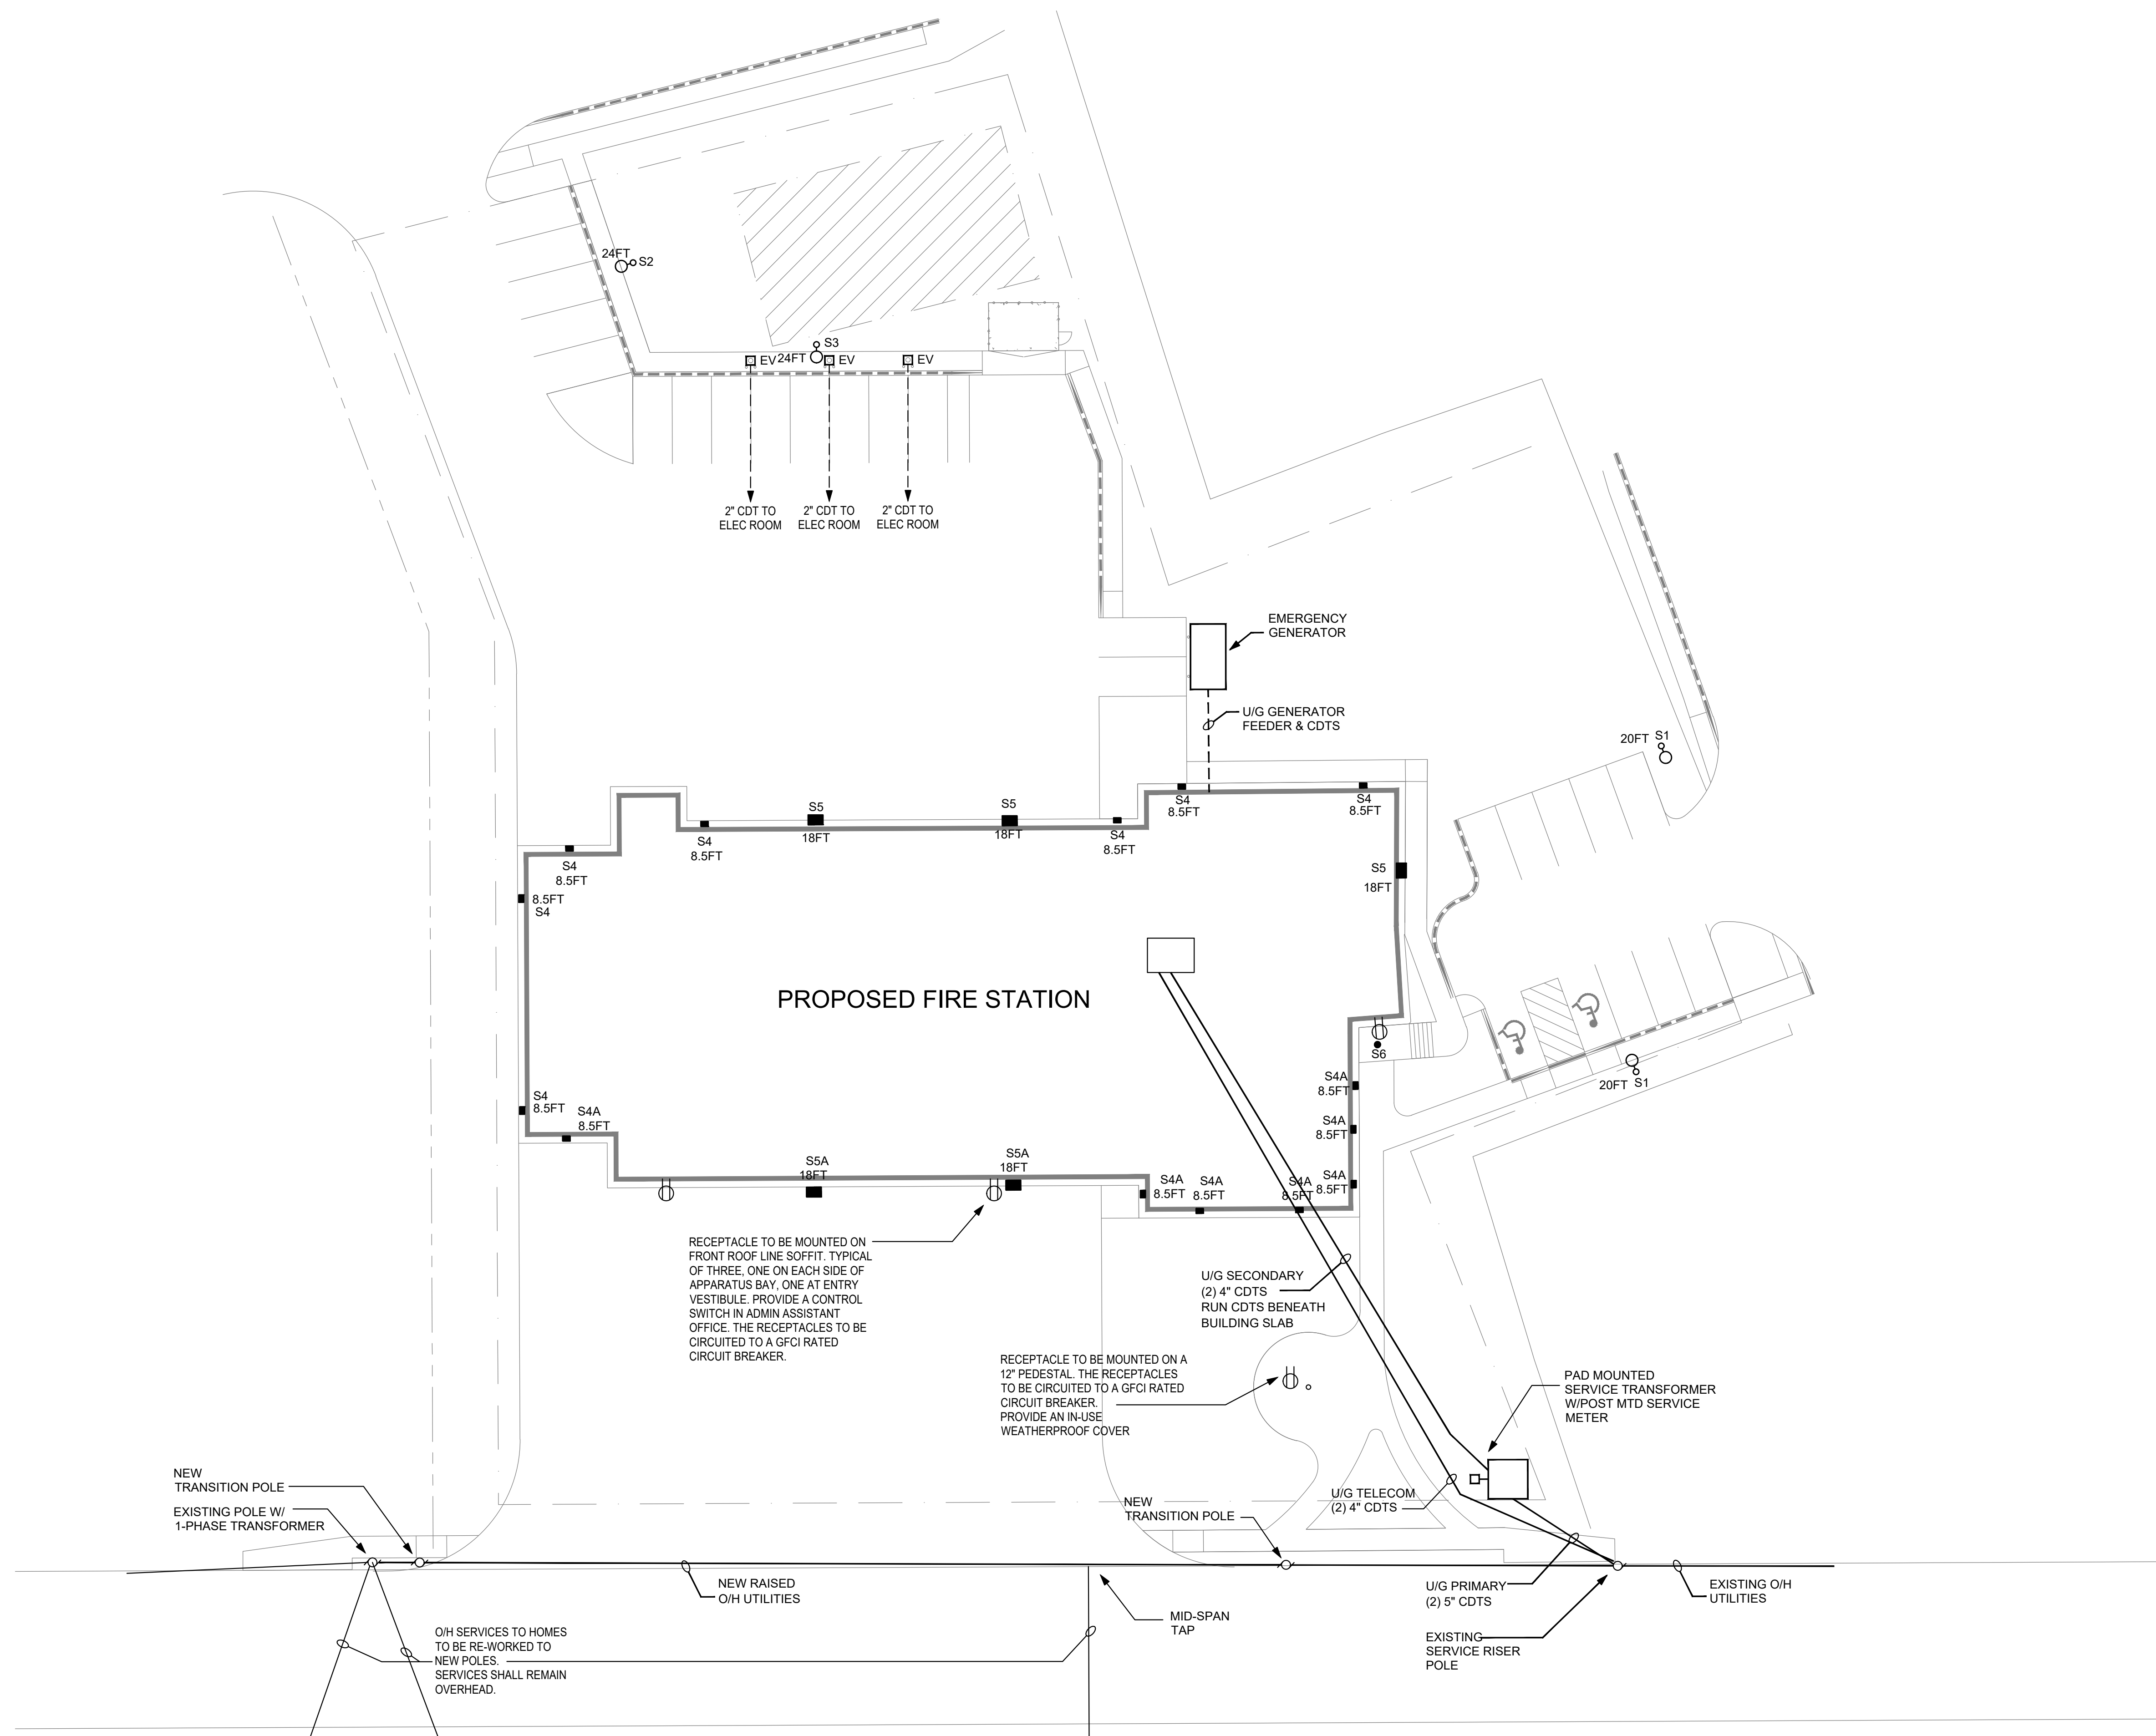 24FT
S2
S3
EV
24FT
EV
EV
2" CDT TO
ELEC ROOM
2" CDT TO
ELEC ROOM
2" CDT TO
ELEC ROOM
EMERGENCY
GENERATOR
U/G GENERATOR
FEEDER & CDTS
20FT
S1
S5
18FT
S5
18FT
S4
8.5FT
S4
8.5FT
S4
8.5FT
S4
8.5FT
S4
8.5FT
8.5FT
S4
S5
18FT
PROPOSED FIRE STATION
S6
20FT
S1
S4A
8.5FT
S4A
8.5FT
S4A
8.5FT
S4
8.5FT
S4A
8.5FT
S5A
18FT
S5A
18FT
S4A
8.5FT
S4A
8.5FT
S4A
8.5FT
RECEPTACLE TO BE MOUNTED ON
FRONT ROOF LINE SOFFIT. TYPICAL
OF THREE, ONE ON EACH SIDE OF
APPARATUS BAY, ONE AT ENTRY
VESTIBULE. PROVIDE A CONTROL
SWITCH IN ADMIN ASSISTANT
OFFICE. THE RECEPTACLES TO BE
CIRCUITED TO A GFCI RATED
CIRCUIT BREAKER.
U/G SECONDARY
(2) 4" CDTS
RUN CDTS BENEATH
BUILDING SLAB
RECEPTACLE TO BE MOUNTED ON A
12" PEDESTAL. THE RECEPTACLES
TO BE CIRCUITED TO A GFCI RATED
CIRCUIT BREAKER.
PROVIDE AN IN-USE
WEATHERPROOF COVER
PAD MOUNTED
SERVICE TRANSFORMER
W/POST MTD SERVICE
METER
NEW
TRANSITION POLE
EXISTING POLE W/
1-PHASE TRANSFORMER
NEW
TRANSITION POLE
U/G TELECOM
(2) 4" CDTS
NEW RAISED
O/H UTILITIES
MID-SPAN
TAP
U/G PRIMARY
(2) 5" CDTS
EXISTING O/H
UTILITIES
EXISTING
SERVICE RISER
POLE
O/H SERVICES TO HOMES
TO BE RE-WORKED TO
NEW POLES.
SERVICES SHALL REMAIN
OVERHEAD.